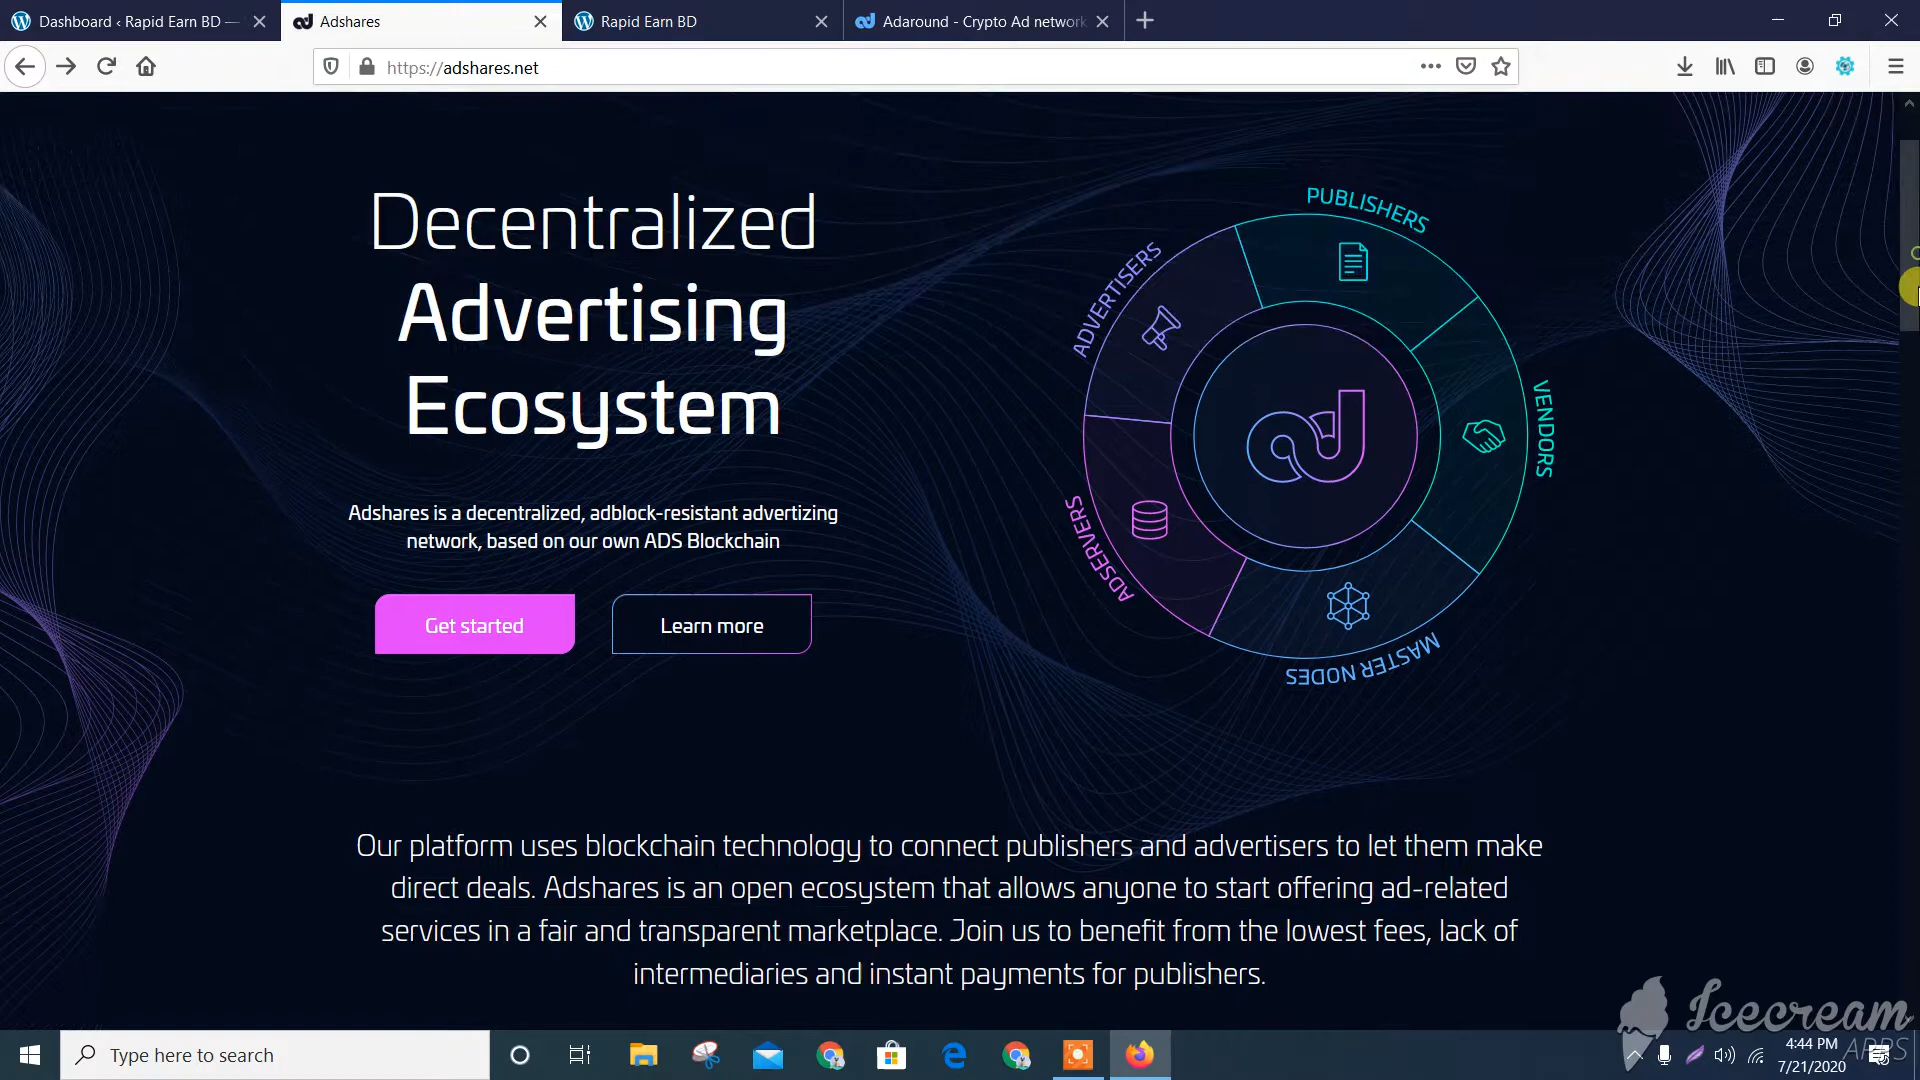 Dashboard ‹ Rapid Earn BD —
Adshares
Rapid Earn BD
Adaround - Crypto Ad network
https://adshares.net
Decentralized
Advertising
Ecosystem
Adshares is a decentralized, adblock-resistant advertizing
network, based on our own ADS Blockchain
Get started
Learn more
PUBLISHERS
ADVERTISERS
VENDORS
ADSERVERS
MASTER NODES
ad
Our platform uses blockchain technology to connect publishers and advertisers to let them make
direct deals. Adshares is an open ecosystem that allows anyone to start offering ad-related
services in a fair and transparent marketplace. Join us to benefit from the lowest fees, lack of
intermediaries and instant payments for publishers.
Icecream
APPS
Type here to search
4:44 PM
7/21/2020